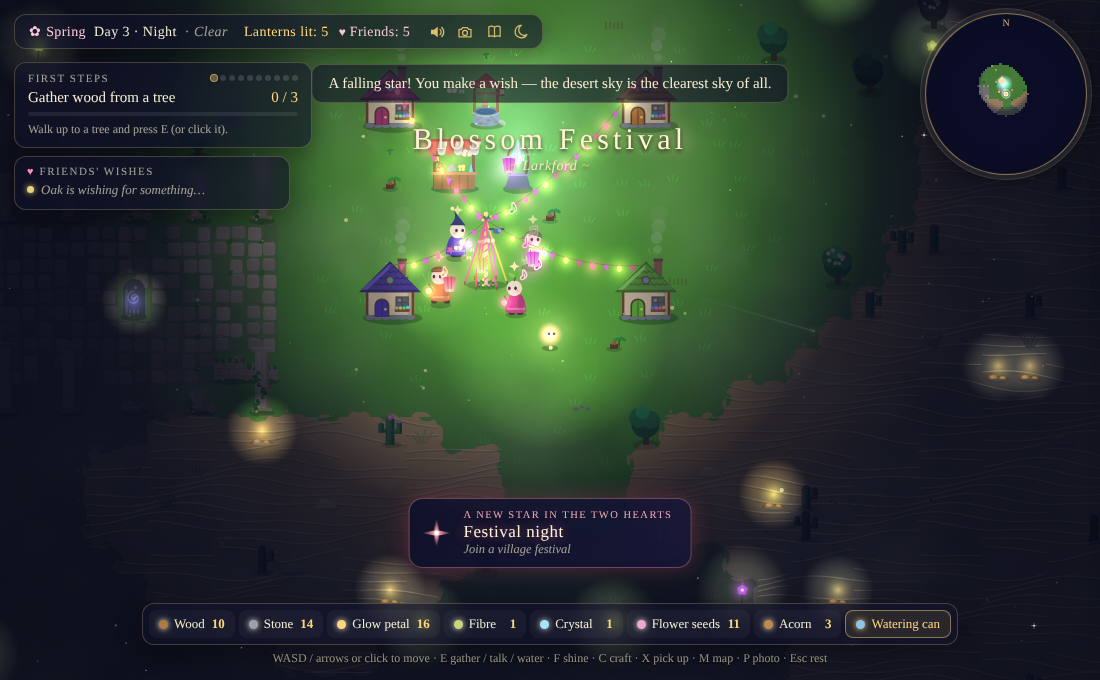 Spring Day 3 · Night · Clear Lanterns lit: 5 ♥ Friends: 5
N
FIRST STEPS
Gather wood from a tree 0 / 3
Walk up to a tree and press E (or click it).
A falling star! You make a wish — the desert sky is the clearest sky of all.
Blossom Festival
Larkford ~
♥ FRIENDS' WISHES
Oak is wishing for something…
A NEW STAR IN THE TWO HEARTS
Festival night
Join a village festival
Wood 10 Stone 14 Glow petal 16 Fibre 1 Crystal 1 Flower seeds 11 Acorn 3 Watering can
WASD / arrows or click to move · E gather / talk / water · F shine · C craft · X pick up · M map · P photo · Esc rest